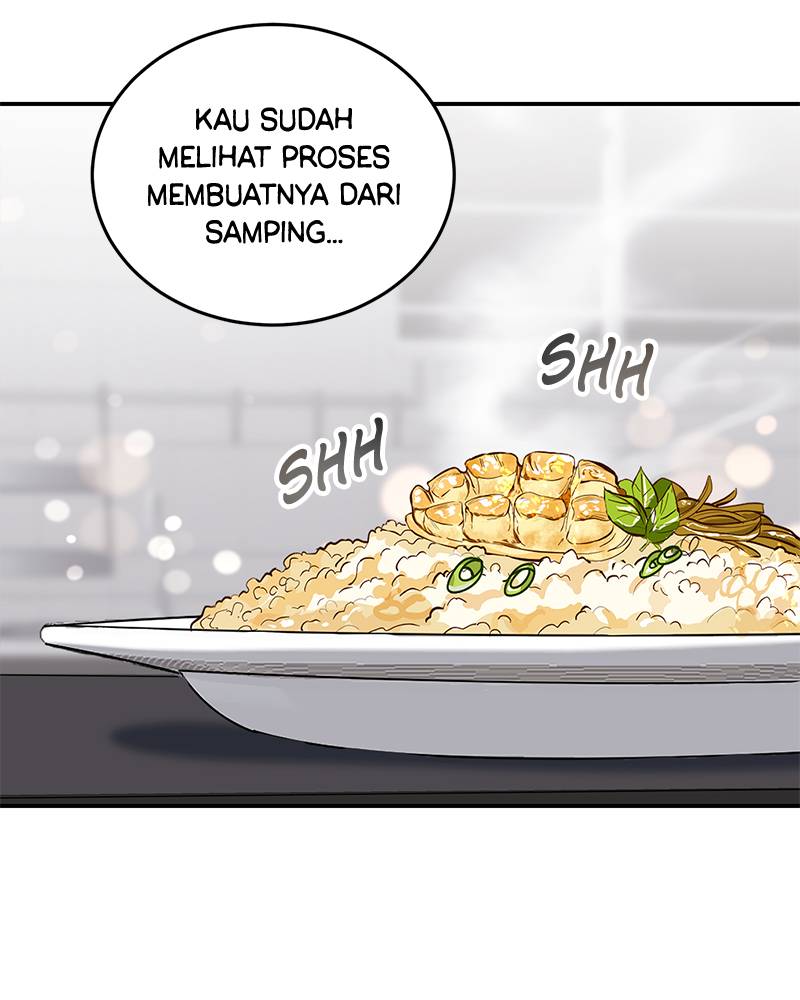 KAU SUDAH
MELIHAT PROSES
MEMBUATNYA DARI
SAMPING...
SHH
SHH